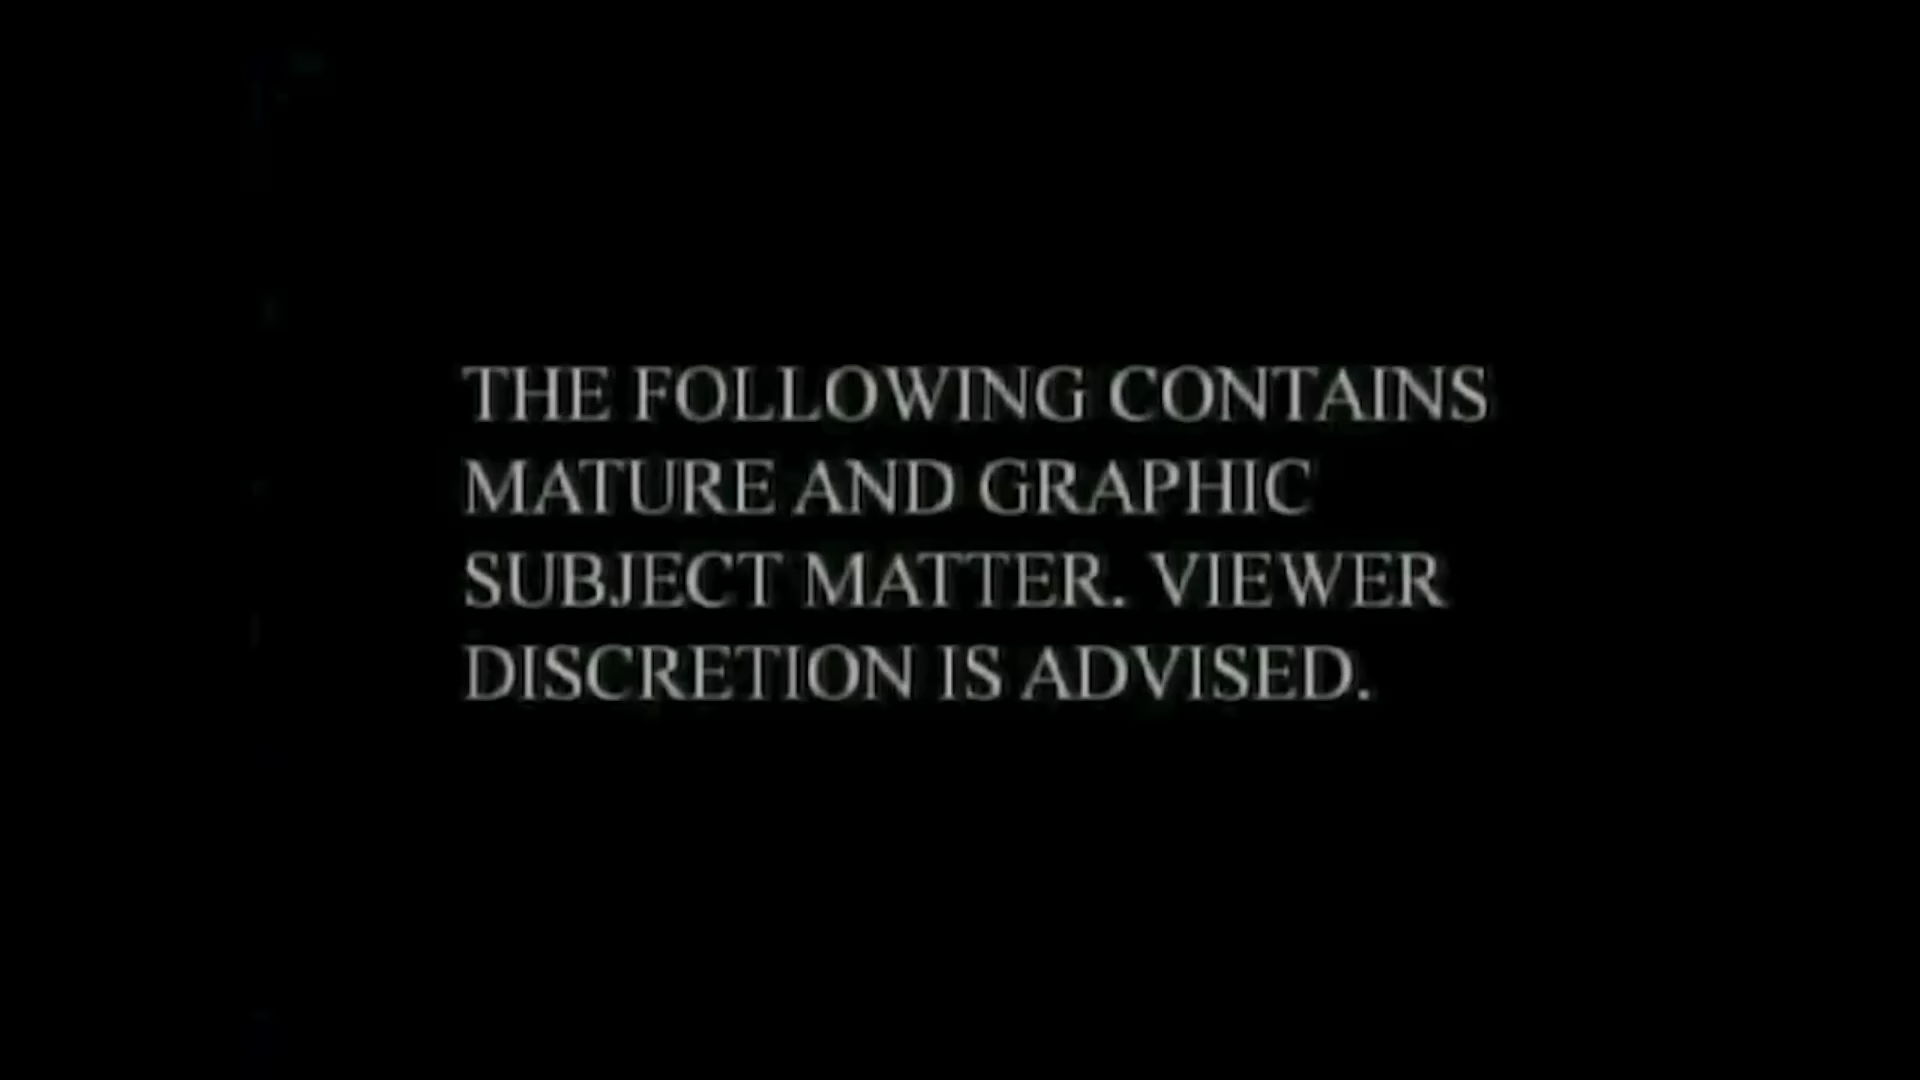 THE FOLLOWING CONTAINS
MATURE AND GRAPHIC
SUBJECT MATTER. VIEWER
DISCRETION IS ADVISED.